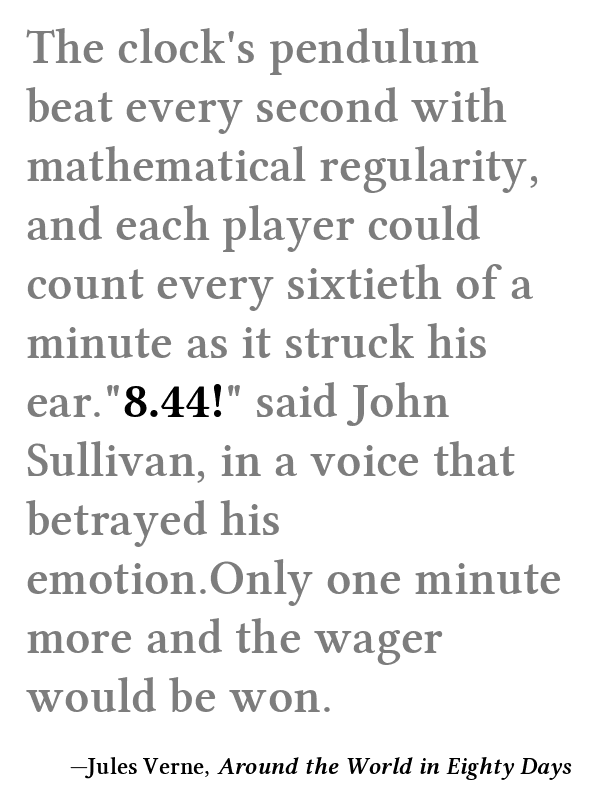 The clock's pendulum
beat every second with
mathematical regularity,
and each player could
count every sixtieth of a
minute as it struck his
ear."8.44!" said John
Sullivan, in a voice that
betrayed his
emotion.Only one minute
more and the wager
would be won.
—Jules Verne, Around the World in Eighty Days